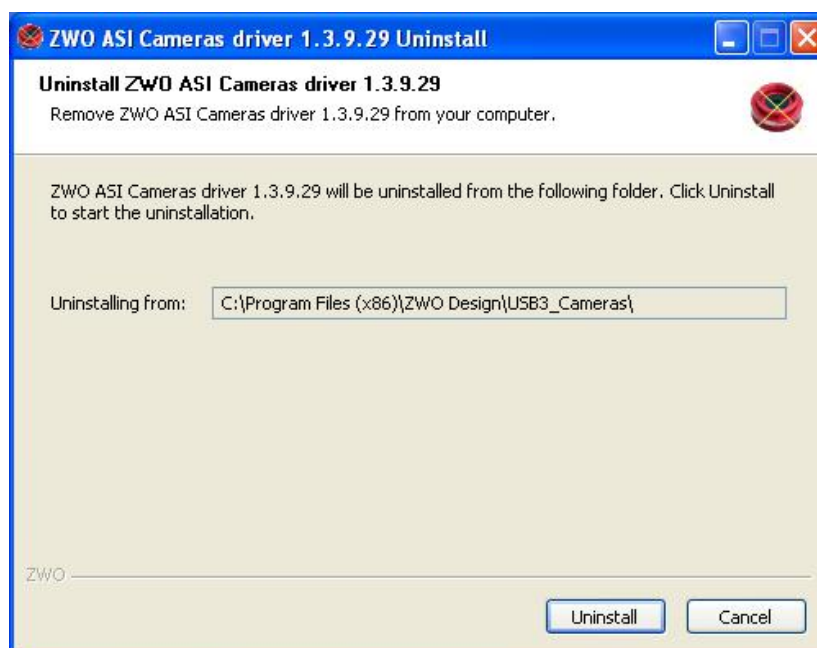 ZWO ASI Cameras driver 1.3.9.29 Uninstall
Uninstall ZWO ASI Cameras driver 1.3.9.29
Remove ZWO ASI Cameras driver 1.3.9.29 from your computer.
ZWO ASI Cameras driver 1.3.9.29 will be uninstalled from the following folder. Click Uninstall
to start the uninstallation.
Uninstalling from: C:\Program Files (x86)\ZWO Design\USB3_Cameras\
ZWO
Uninstall Cancel